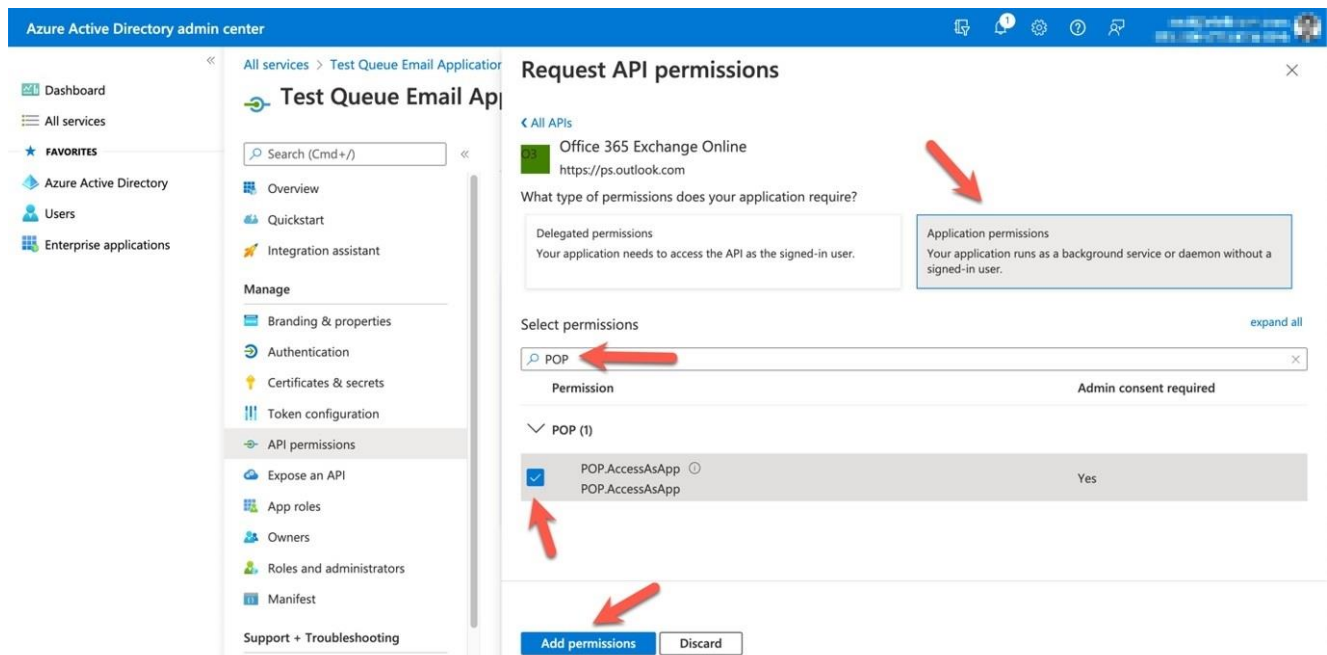 Azure Active Directory admin center
1
Dashboard
All services
FAVORITES
Azure Active Directory
Users
Enterprise applications
All services > Test Queue Email Application
Test Queue Email Ap
Search (Cmd+/)
Overview
Quickstart
Integration assistant
Manage
Branding & properties
Authentication
Certificates & secrets
Token configuration
API permissions
Expose an API
App roles
Owners
Roles and administrators
Manifest
Support + Troubleshooting
Request API permissions
All APIs
O3
Office 365 Exchange Online
https://ps.outlook.com
What type of permissions does your application require?
Delegated permissions
Your application needs to access the API as the signed-in user.
Application permissions
Your application runs as a background service or daemon without a
signed-in user.
Select permissions
expand all
POP
Permission
Admin consent required
POP (1)
POP.AccessAsApp
POP.AccessAsApp
Yes
Add permissions
Discard